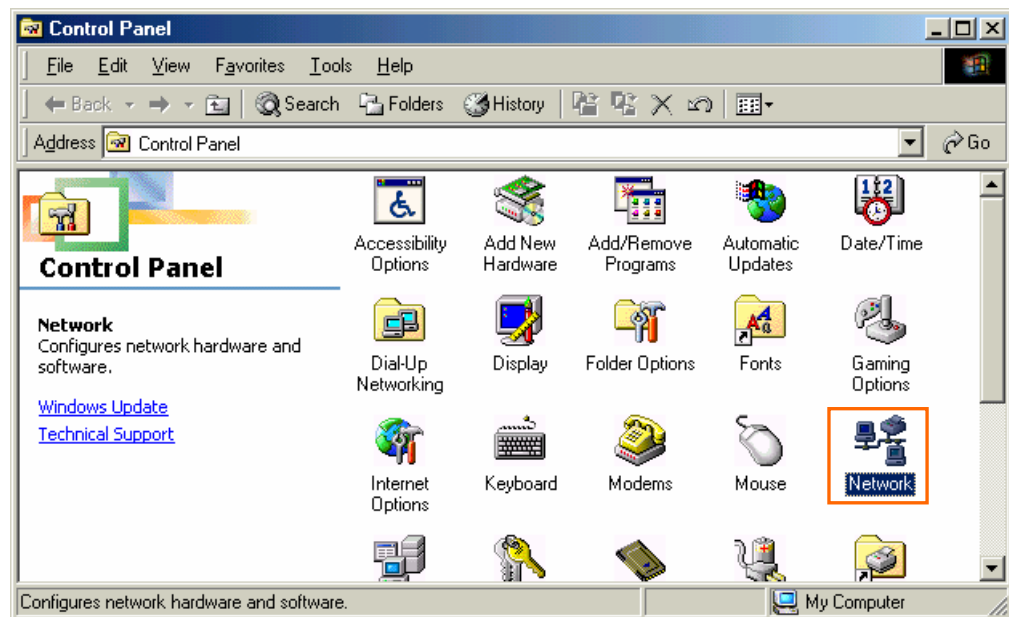 Control Panel
File Edit View Favorites Tools Help
Back Search Folders History
Address Control Panel Go
Control Panel
Network
Configures network hardware and
software.
Windows Update
Technical Support
Accessibility
Options
Add New
Hardware
Add/Remove
Programs
Automatic
Updates
Date/Time
Dial-Up
Networking
Display
Folder Options
Fonts
Gaming
Options
Internet
Options
Keyboard
Modems
Mouse
Network
Configures network hardware and software. My Computer